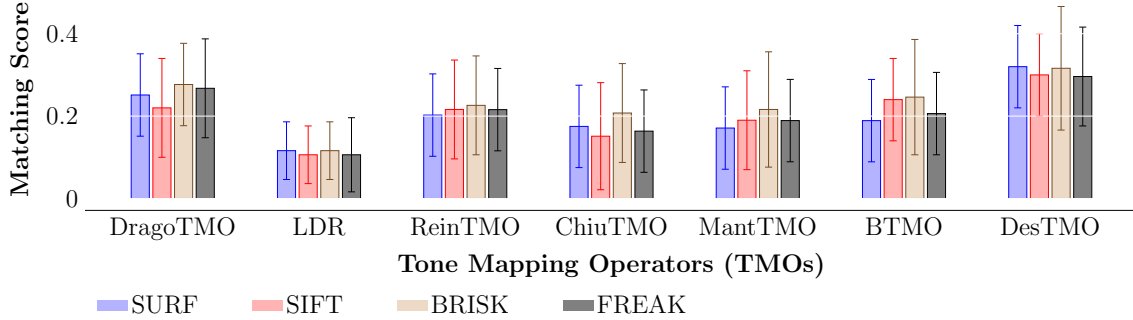 Matching Score
0.4
0.2
0
DragoTMO LDR ReinTMO ChiuTMO MantTMO BTMO DesTMO
Tone Mapping Operators (TMOs)
SURF SIFT BRISK FREAK